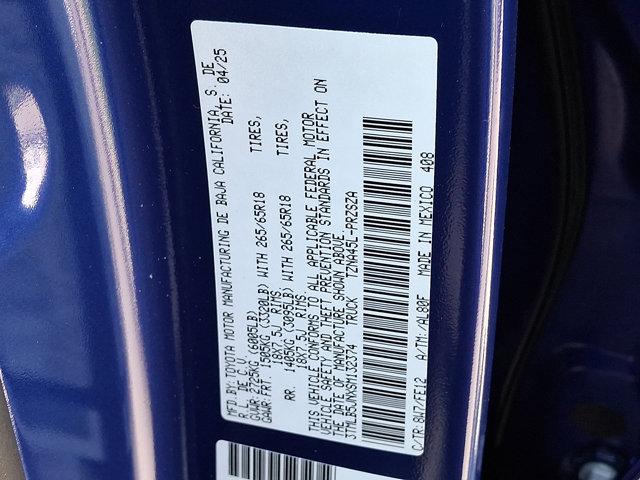 MFD.BY: TOYOTA MOTOR MANUFACTURING DE BAJA CALIFORNIA, S. DE
R. L. DE C.V. DATE: 04/25
GVWR: 2725KG (6005LB)
GAWR: FRT. 1505KG (3320LB) WITH 265/65R18 TIRES,
18X7.5J RIMS,
RR. 1405KG (3095LB) WITH 265/65R18 TIRES,
18X7.5J RIMS
THIS VEHICLE CONFORMS TO ALL APPLICABLE FEDERAL MOTOR
VEHICLE SAFETY AND THEFT PREVENTION STANDARDS IN EFFECT ON
THE DATE OF MANUFACTURE SHOWN ABOVE.
3TMLB5JNXSM132374 TRUCK TZNA45L-PRZSZA
C/TR: 8W7/FE12 A/TM: /AL80F MADE IN MEXICO 408